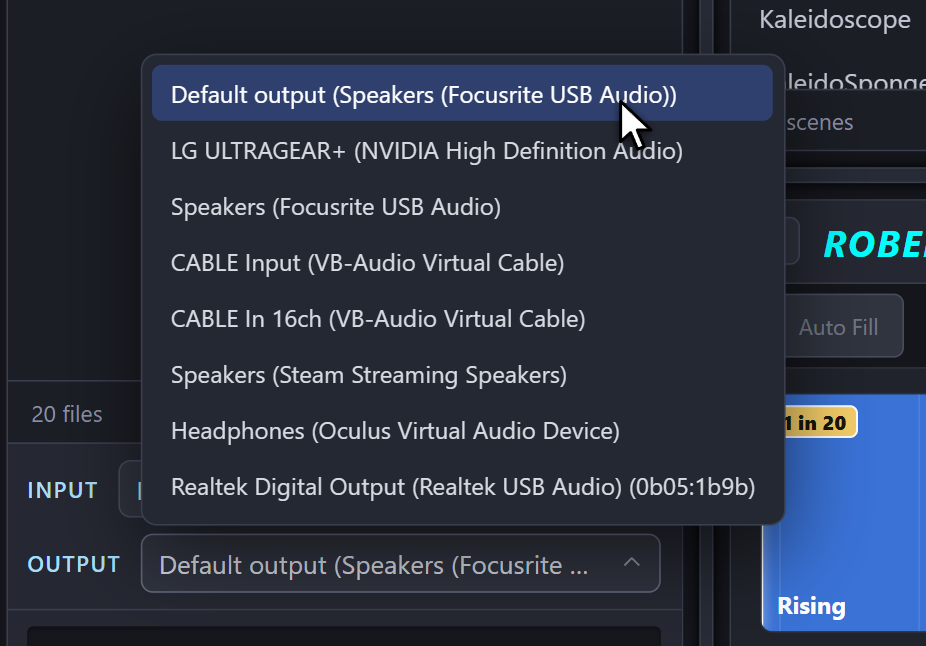 Kaleidoscope
leidoSponge
scenes
Default output (Speakers (Focusrite USB Audio))
LG ULTRAGEAR+ (NVIDIA High Definition Audio)
Speakers (Focusrite USB Audio)
CABLE Input (VB-Audio Virtual Cable)
CABLE In 16ch (VB-Audio Virtual Cable)
Speakers (Steam Streaming Speakers)
Headphones (Oculus Virtual Audio Device)
Realtek Digital Output (Realtek USB Audio) (0b05:1b9b)
ROBE
Auto Fill
20 files
1 in 20
INPUT
OUTPUT
Default output (Speakers (Focusrite ...
Rising